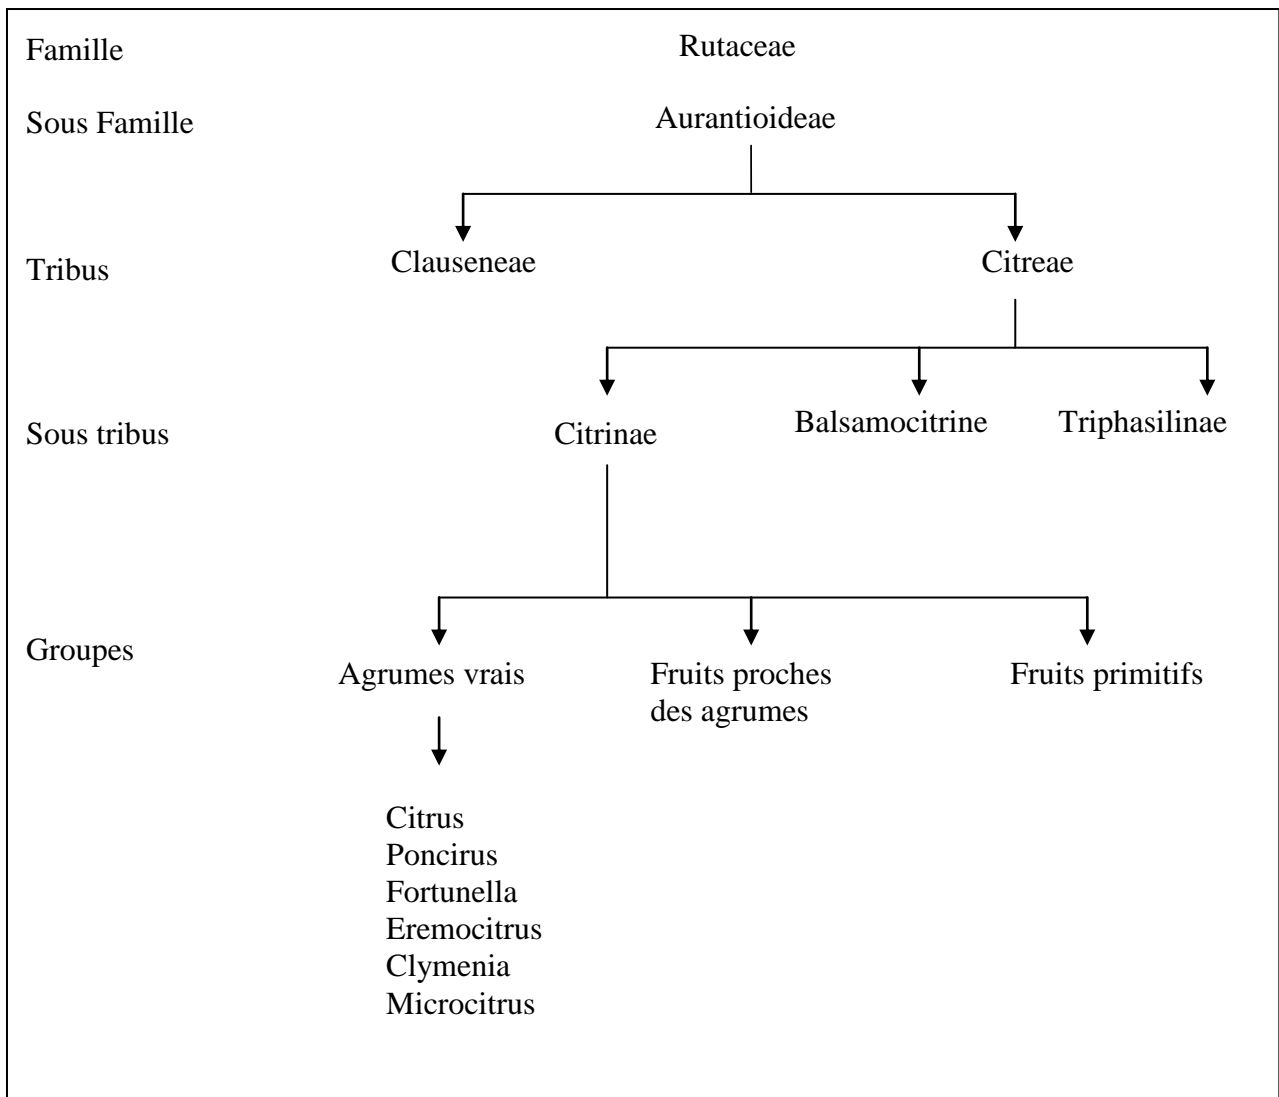 Famille
Rutaceae
Sous Famille
Aurantioideae
Tribus
Clauseneae
Citreae
Sous tribus
Citrinae
Balsamocitrine
Triphasilinae
Groupes
Agrumes vrais
Fruits proches
des agrumes
Fruits primitifs
Citrus
Poncirus
Fortunella
Eremocitrus
Clymenia
Microcitrus